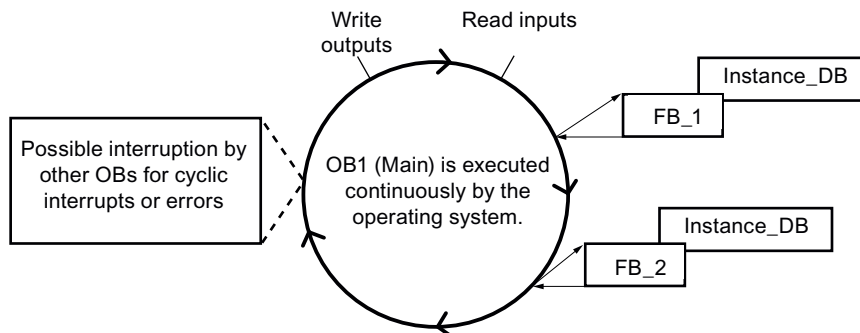 Write
outputs
Read inputs
Instance_DB
FB_1
Possible interruption by
other OBs for cyclic
interrupts or errors
OB1 (Main) is executed
continuously by the
operating system.
Instance_DB
FB_2